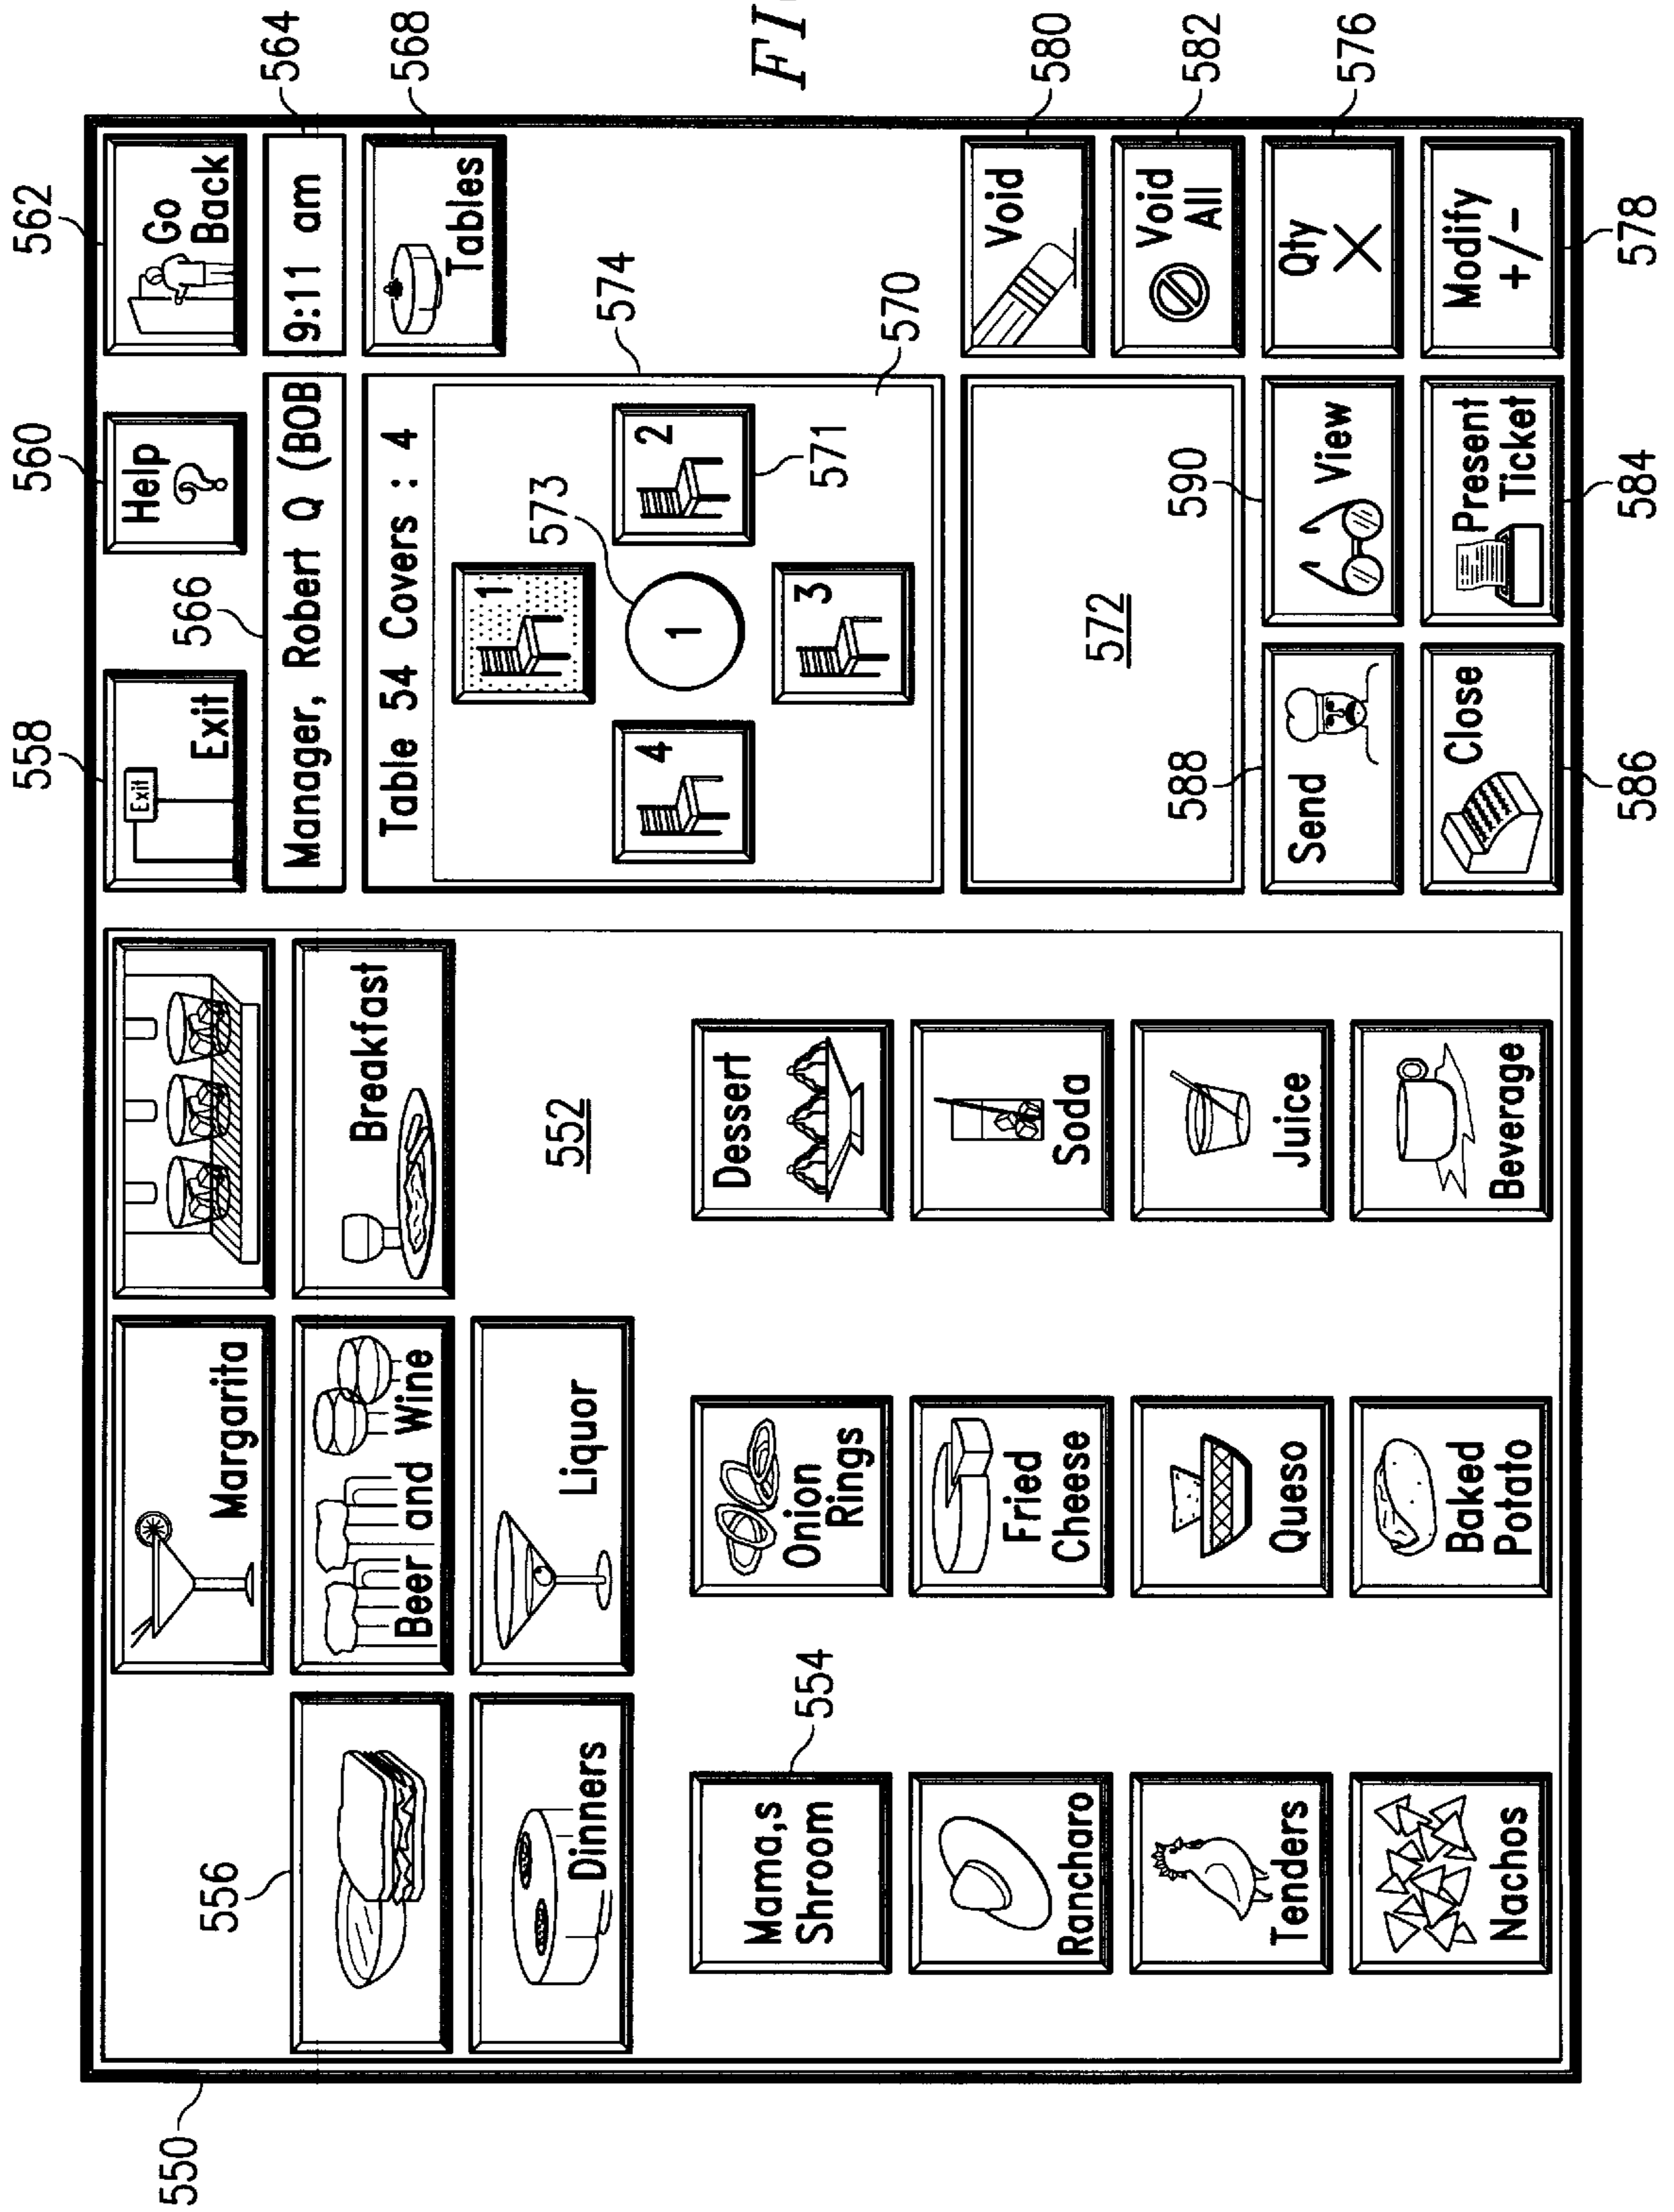 550
556
Margarita
Beer and Wine
Breakfast
Dinners
Liquor
552
554
Mama,s
Shroom
Onion
Rings
Dessert
Rancharo
Fried
Cheese
Soda
Tenders
Queso
Juice
Nachos
Baked
Potato
Beverage
558
560
562
Exit
Exit
Help
?
Go
Back
566
564
Manager, Robert Q (BOB
9:11 am
568
Table 54 Covers : 4
Tables
574
573
1
4
1
2
3
571
570
572
588
590
Void
580
Void
All
582
Send
View
Qty
X
576
Close
Present
Ticket
Modify
+/-
586
584
578